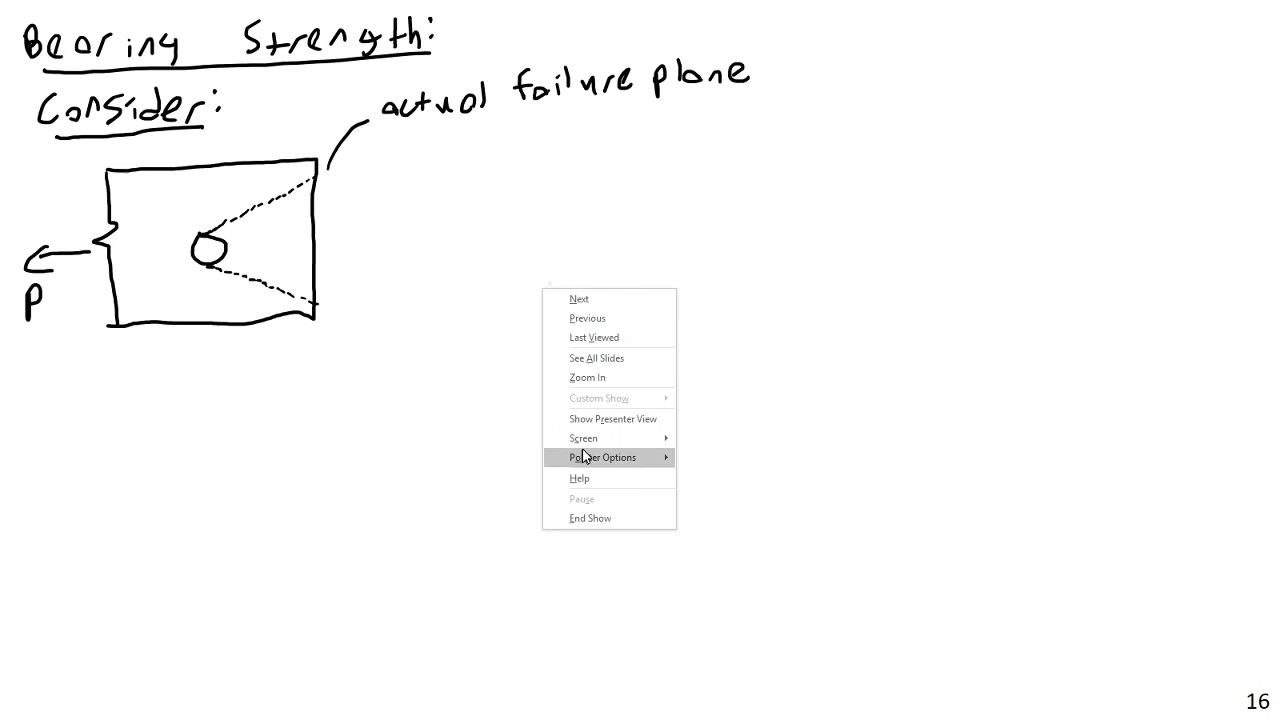 Bearing Strength:
Consider:
actual failure plane
P
Next
Previous
Last Viewed
See All Slides
Zoom In
Custom Show
Show Presenter View
Screen
Pointer Options
Help
Pause
End Show
16